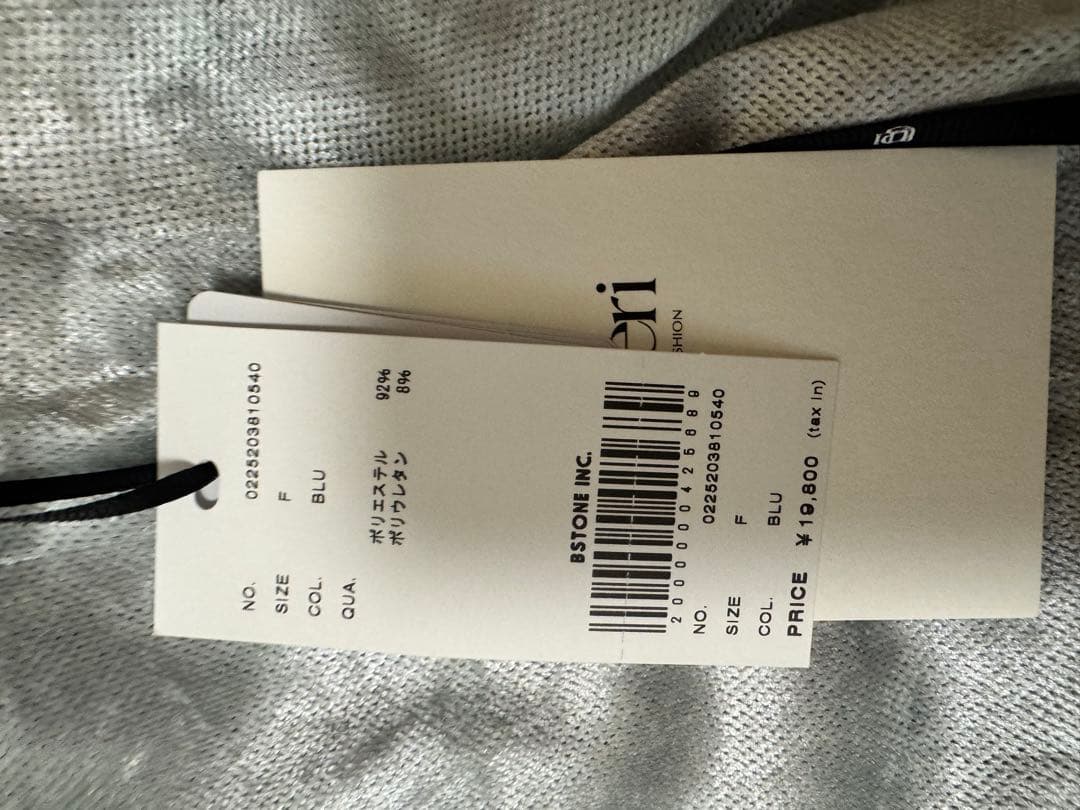 NO. 0225203810540
SIZE F
COL. BLU
QUA.
ポリエステル 92%
ポリウレタン 8%
BSTONE INC.
2000000425689
NO. 0225203810540
SIZE F
COL. BLU
PRICE ¥19,800 (tax in)
eri
SHION